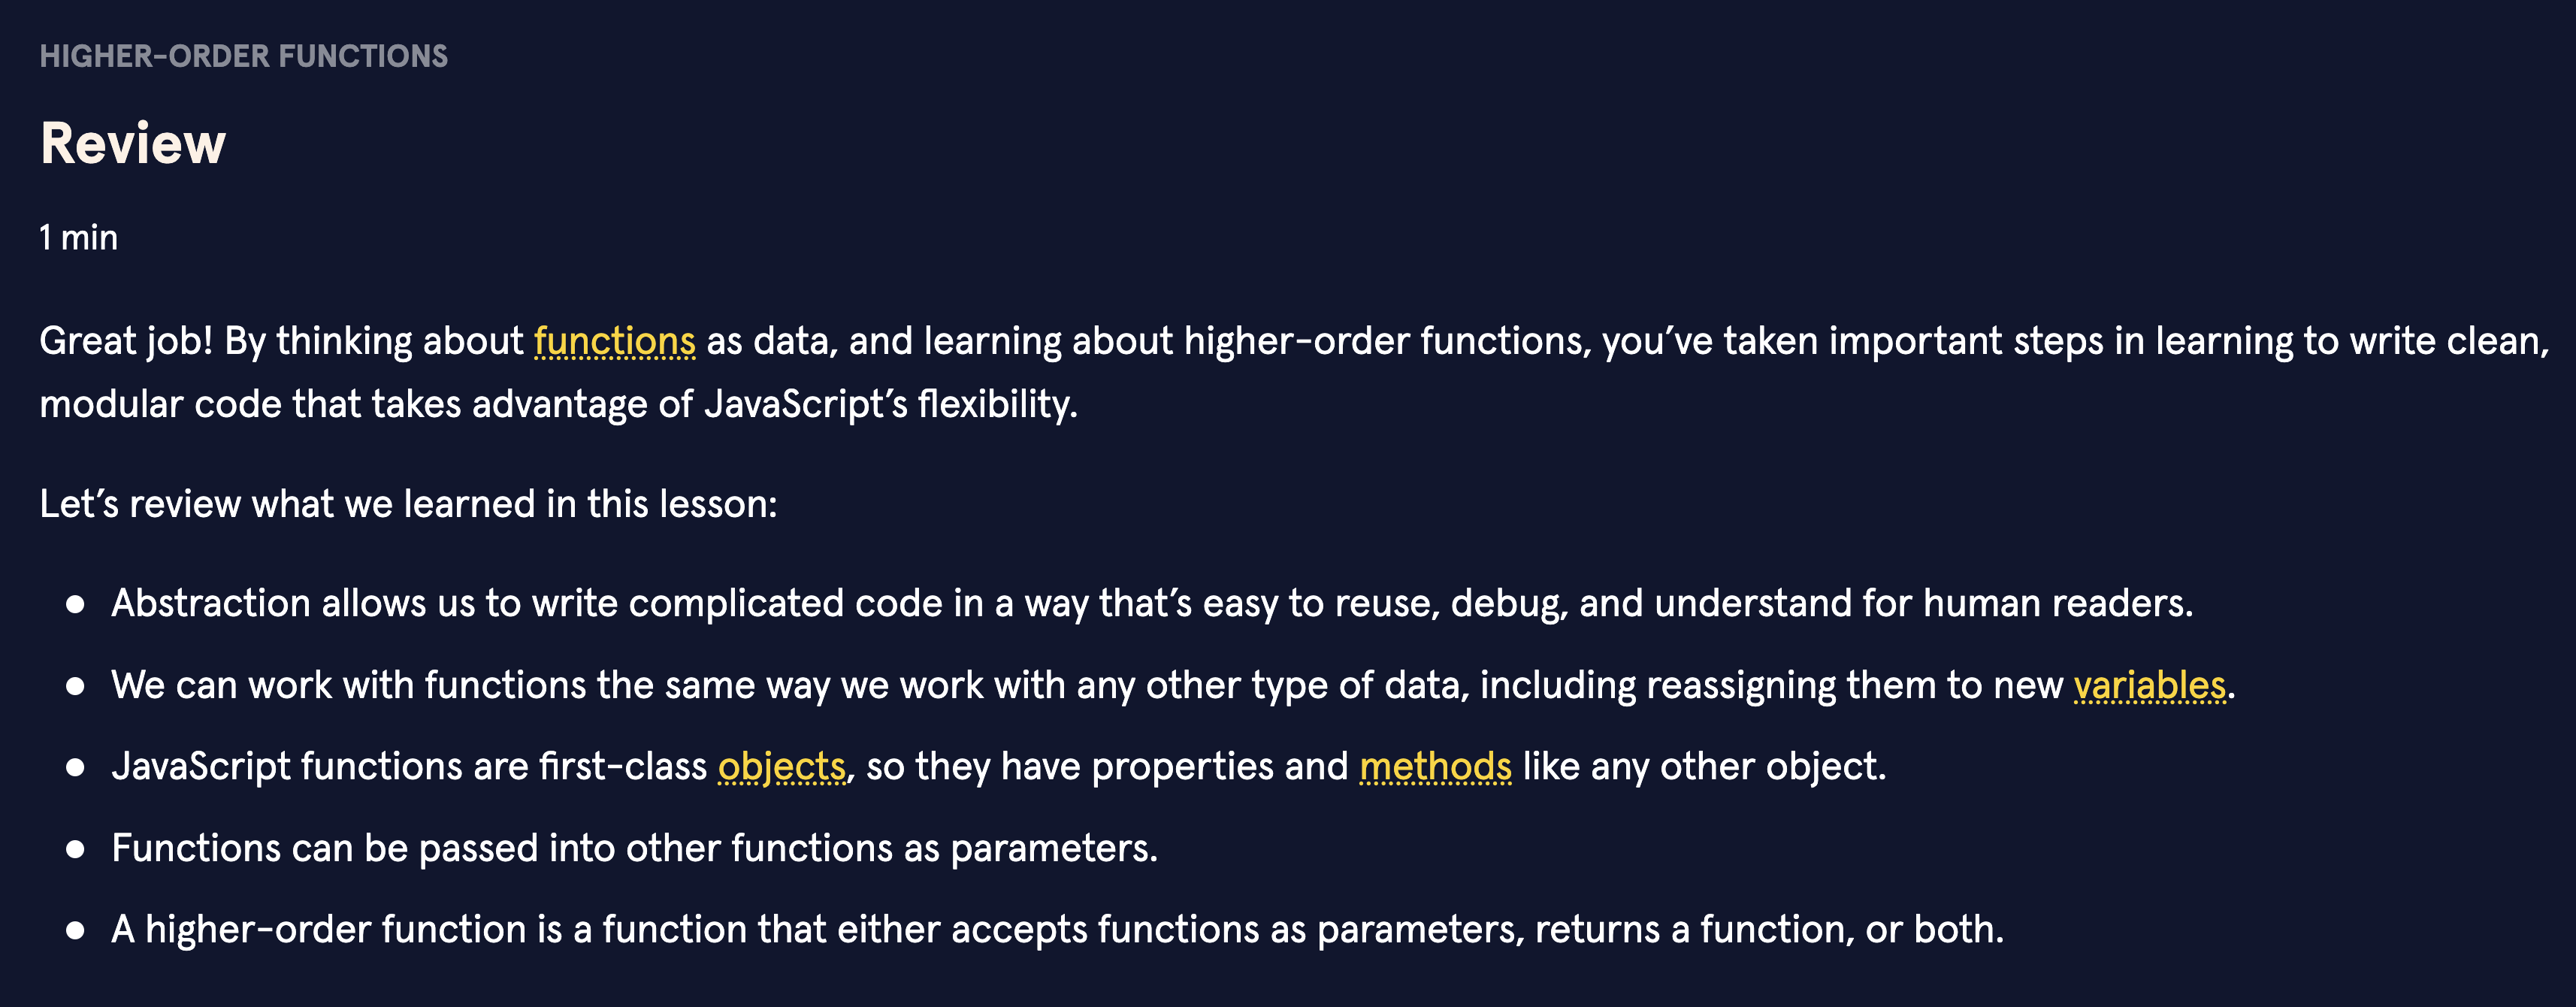 HIGHER-ORDER FUNCTIONS
Review
1 min
Great job! By thinking about functions as data, and learning about higher-order functions, you’ve taken important steps in learning to write clean,
modular code that takes advantage of JavaScript’s flexibility.
Let’s review what we learned in this lesson:
● Abstraction allows us to write complicated code in a way that’s easy to reuse, debug, and understand for human readers.
● We can work with functions the same way we work with any other type of data, including reassigning them to new variables.
● JavaScript functions are first-class objects, so they have properties and methods like any other object.
● Functions can be passed into other functions as parameters.
● A higher-order function is a function that either accepts functions as parameters, returns a function, or both.